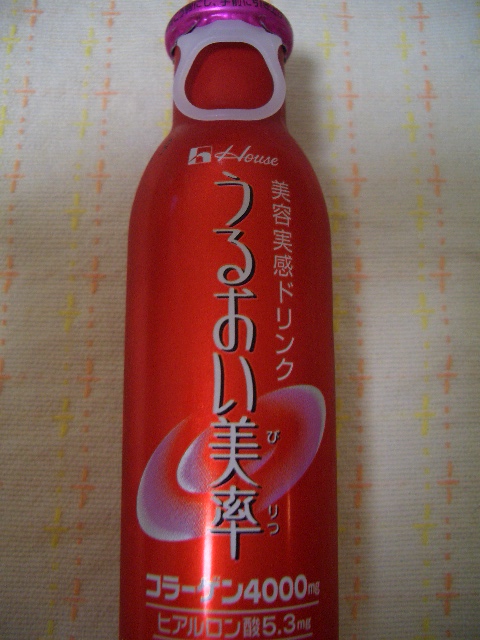 House
美容実感ドリンク
うるおい美率
びりつ
コラーゲン4000mg
ヒアルロン酸5.3mg